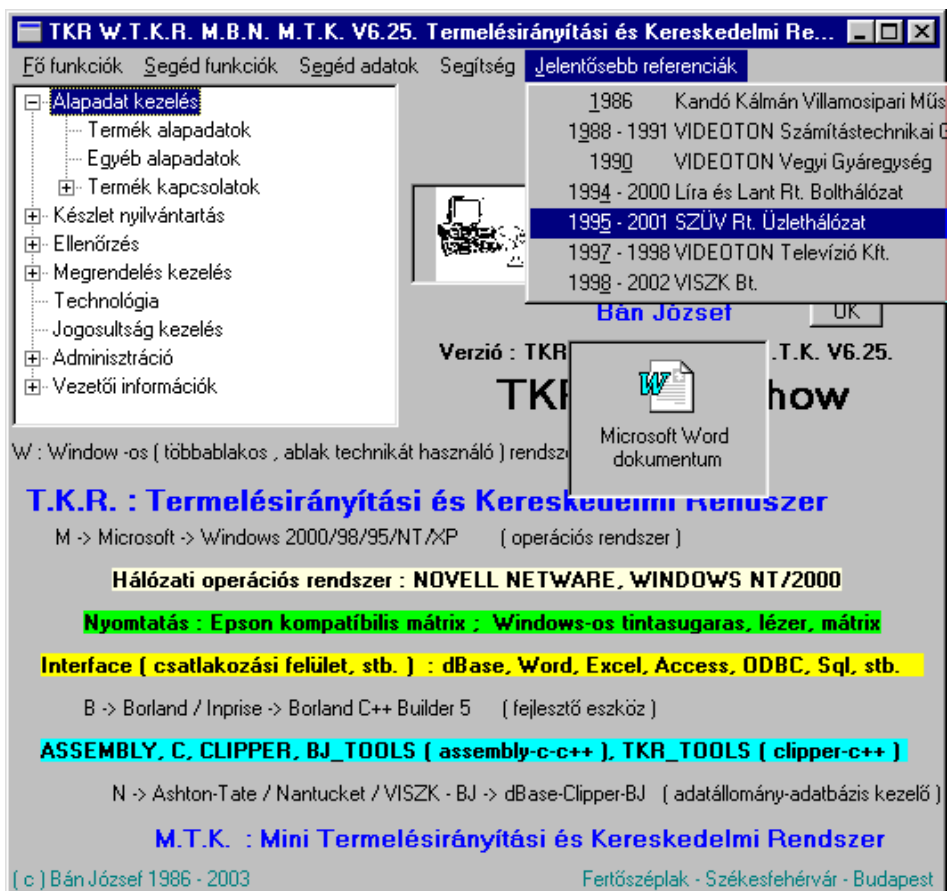 TKR W.T.K.R. M.B.N. M.T.K. V6.25. Termelésirányítási és Kereskedelmi Re...
Fő funkciók Segéd funkciók Segéd adatok Segítség Jelentősebb referenciák
Alapadat kezelés
Termék alapadatok
Egyéb alapadatok
Termék kapcsolatok
Készlet nyilvántartás
Ellenőrzés
Megrendelés kezelés
Technológia
Jogosultság kezelés
Adminisztráció
Vezetői információk
1986 Kandó Kálmán Villamosipari Műs
1988 - 1991 VIDEOTON Számítástechnikai G
1990 VIDEOTON Vegyi Gyáregység
1994 - 2000 Líra és Lant Rt. Bolthálózat
1995 - 2001 SZÜV Rt. Üzlethálózat
1997 - 1998 VIDEOTON Televízió Kft.
1998 - 2002 VISZK Bt.
Bán József OK
Verzió : TKR .T.K. V6.25.
TKR how
Microsoft Word
dokumentum
W : Window -os ( többablakos , ablak technikát használó ) rendsze
T.K.R. : Termelésirányítási és Kereskedelmi Rendszer
M -> Microsoft -> Windows 2000/98/95/NT/XP ( operációs rendszer )
Hálózati operációs rendszer : NOVELL NETWARE, WINDOWS NT/2000
Nyomtatás : Epson kompatíbilis mátrix ; Windows-os tintasugaras, lézer, mátrix
Interface ( csatlakozási felület, stb. ) : dBase, Word, Excel, Access, ODBC, Sql, stb.
B -> Borland / Inprise -> Borland C++ Builder 5 ( fejlesztő eszköz )
ASSEMBLY, C, CLIPPER, BJ_TOOLS ( assembly-c-c++ ), TKR_TOOLS ( clipper-c++ )
N -> Ashton-Tate / Nantucket / VISZK - BJ -> dBase-Clipper-BJ ( adatállomány-adatbázis kezelő )
M.T.K. : Mini Termelésirányítási és Kereskedelmi Rendszer
( c ) Bán József 1986 - 2003 Fertőszéplak - Székesfehérvár - Budapest